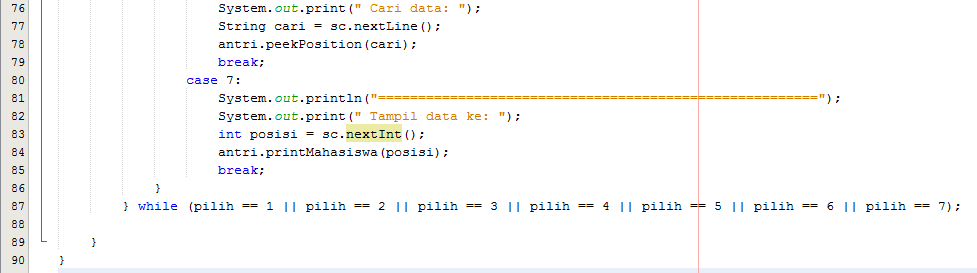 76 System.out.print(" Cari data: ");
77 String cari = sc.nextLine();
78 antri.peekPosition(cari);
79 break;
80 case 7:
81 System.out.println("=======================================================");
82 System.out.print(" Tampil data ke: ");
83 int posisi = sc.nextInt();
84 antri.printMahasiswa(posisi);
85 break;
86 }
87 } while (pilih == 1 || pilih == 2 || pilih == 3 || pilih == 4 || pilih == 5 || pilih == 6 || pilih == 7);
88
89 }
90 }